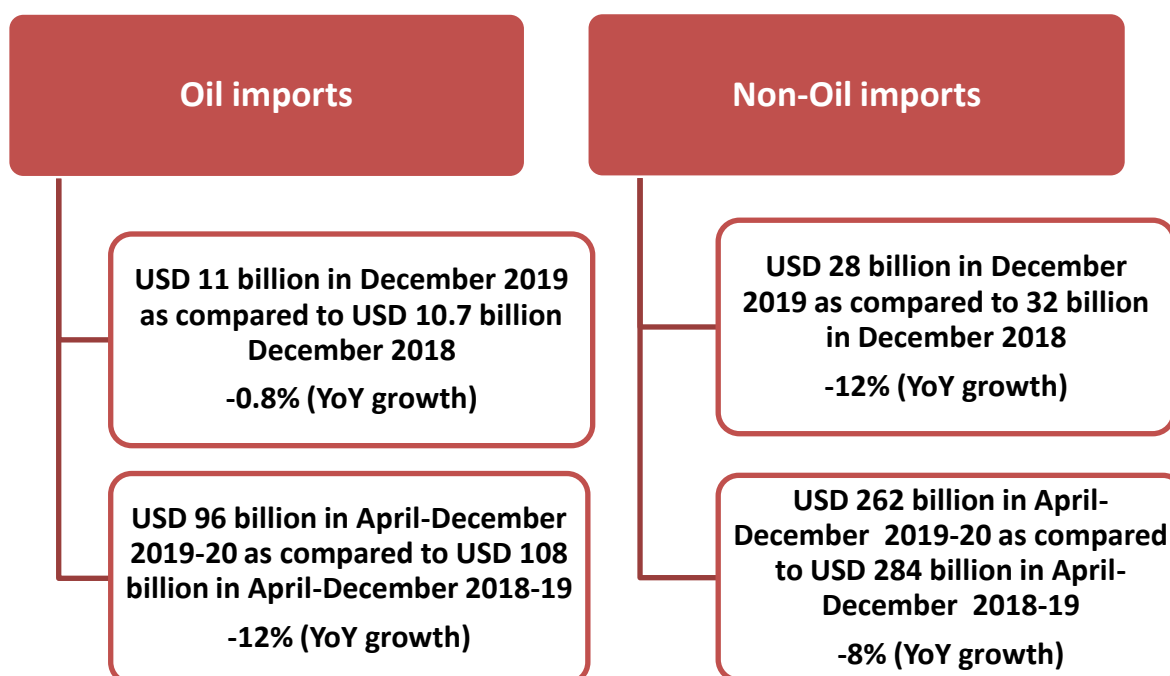 Oil imports
USD 11 billion in December 2019
as compared to USD 10.7 billion
December 2018
-0.8% (YoY growth)
USD 96 billion in April-December
2019-20 as compared to USD 108
billion in April-December 2018-19
-12% (YoY growth)
Non-Oil imports
USD 28 billion in December
2019 as compared to 32 billion
in December 2018
-12% (YoY growth)
USD 262 billion in April-
December 2019-20 as compared
to USD 284 billion in April-
December 2018-19
-8% (YoY growth)